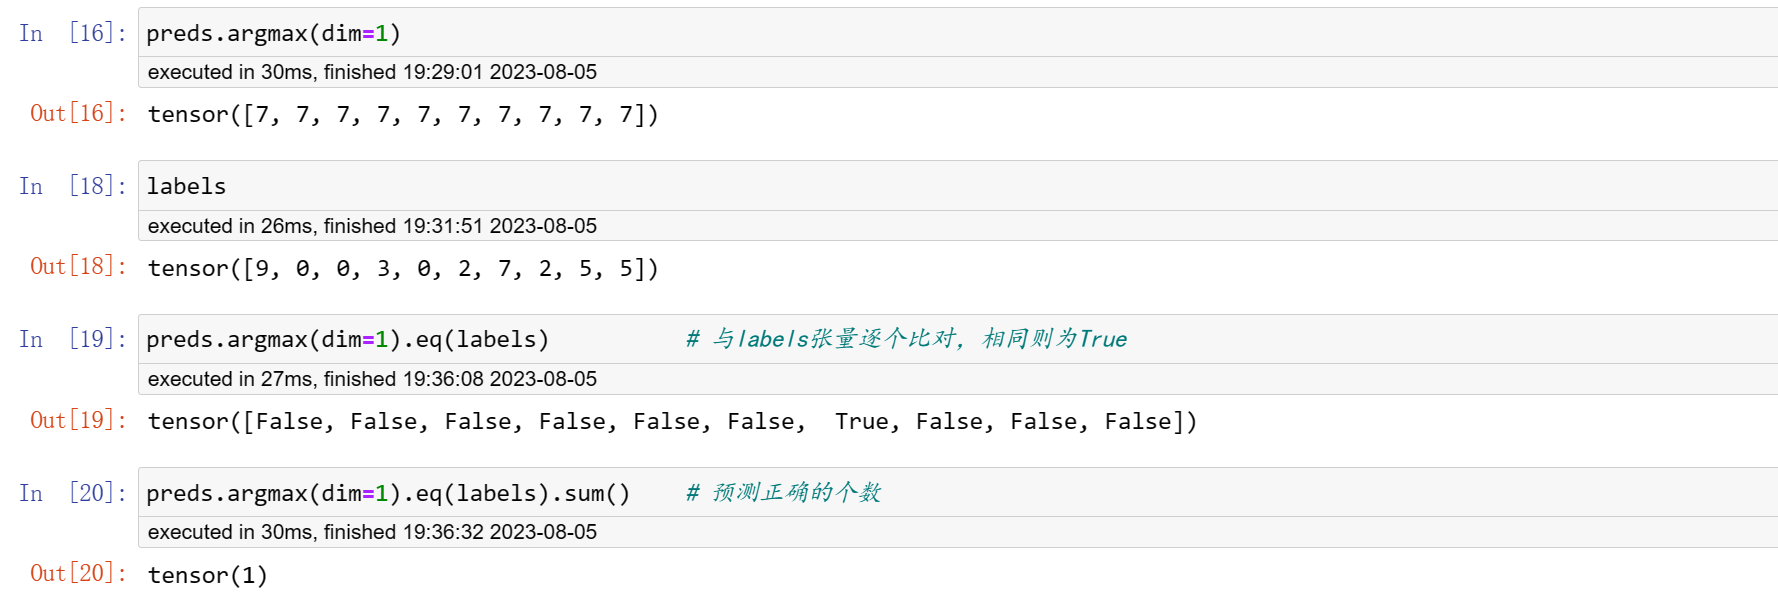 In [16]: preds.argmax(dim=1)
executed in 30ms, finished 19:29:01 2023-08-05
Out[16]: tensor([7, 7, 7, 7, 7, 7, 7, 7, 7, 7])
In [18]: labels
executed in 26ms, finished 19:31:51 2023-08-05
Out[18]: tensor([9, 0, 0, 3, 0, 2, 7, 2, 5, 5])
In [19]: preds.argmax(dim=1).eq(labels) # 与labels张量逐个比对，相同则为True
executed in 27ms, finished 19:36:08 2023-08-05
Out[19]: tensor([False, False, False, False, False, False, True, False, False, False])
In [20]: preds.argmax(dim=1).eq(labels).sum() # 预测正确的个数
executed in 30ms, finished 19:36:32 2023-08-05
Out[20]: tensor(1)